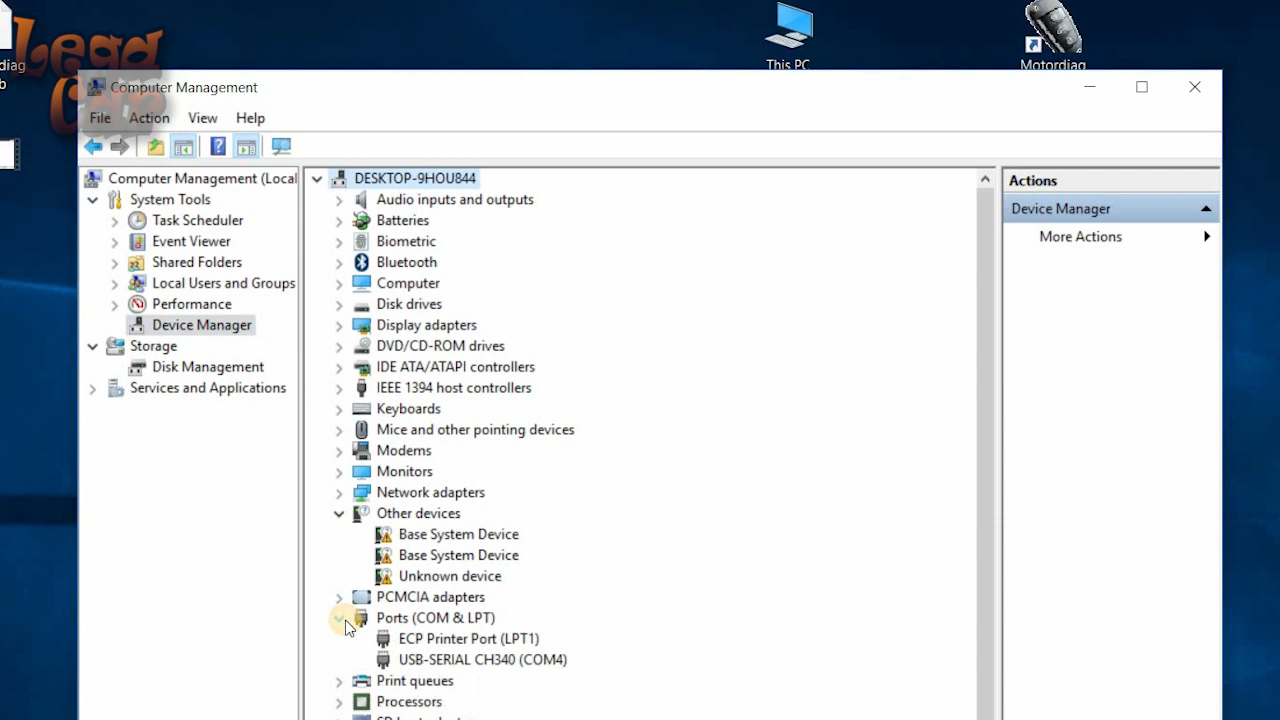 Lega
Car
diag
b
This PC
Motordiag
Computer Management
File Action View Help
Computer Management (Local
System Tools
Task Scheduler
Event Viewer
Shared Folders
Local Users and Groups
Performance
Device Manager
Storage
Disk Management
Services and Applications
DESKTOP-9HOU844
Audio inputs and outputs
Batteries
Biometric
Bluetooth
Computer
Disk drives
Display adapters
DVD/CD-ROM drives
IDE ATA/ATAPI controllers
IEEE 1394 host controllers
Keyboards
Mice and other pointing devices
Modems
Monitors
Network adapters
Other devices
Base System Device
Base System Device
Unknown device
PCMCIA adapters
Ports (COM & LPT)
ECP Printer Port (LPT1)
USB-SERIAL CH340 (COM4)
Print queues
Processors
Actions
Device Manager
More Actions